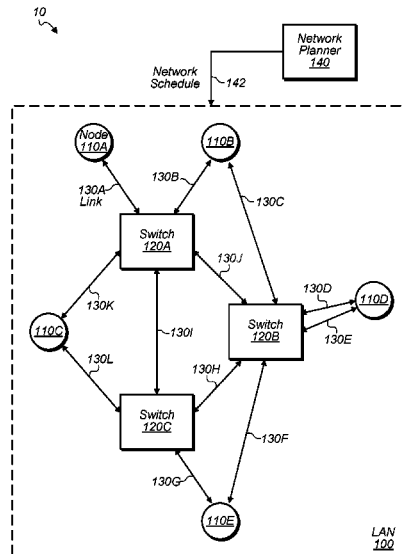 10
Network
Planner
140
Network
Schedule
142
Node
110A
110B
130A
Link
130B
130C
Switch
120A
130J
130K
130D
110D
110C
130I
Switch
120B
130E
130L
130H
Switch
120C
130F
130G
110E
LAN
100